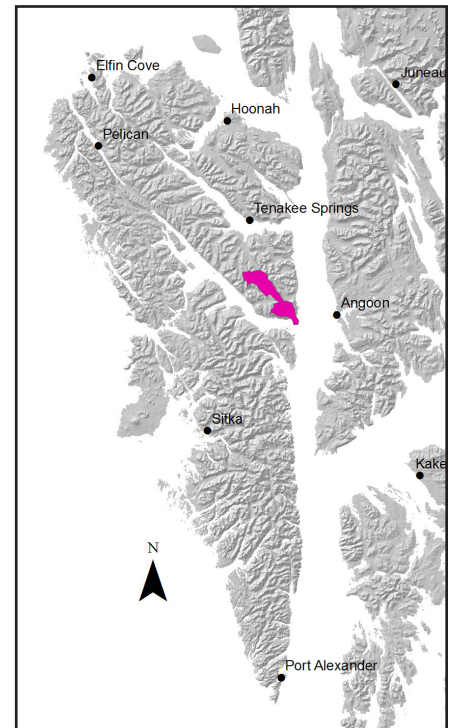 Elfin Cove
Juneau
Hoonah
Pelican
Tenakee Springs
Angoon
Sitka
Kake
N
Port Alexander